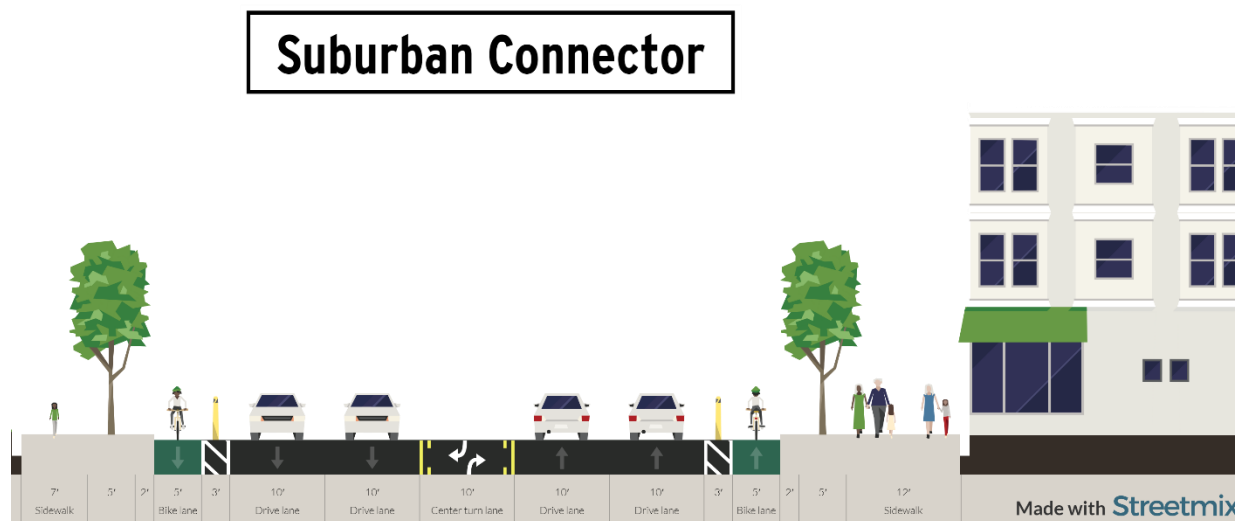 Suburban Connector
7' 5' 2' 5' 3' 10' 10' 10' 10' 10' 3' 5' 2' 5' 12'
Sidewalk Bike lane Drive lane Drive lane Center turn lane Drive lane Drive lane Bike lane Sidewalk
Made with Streetmix